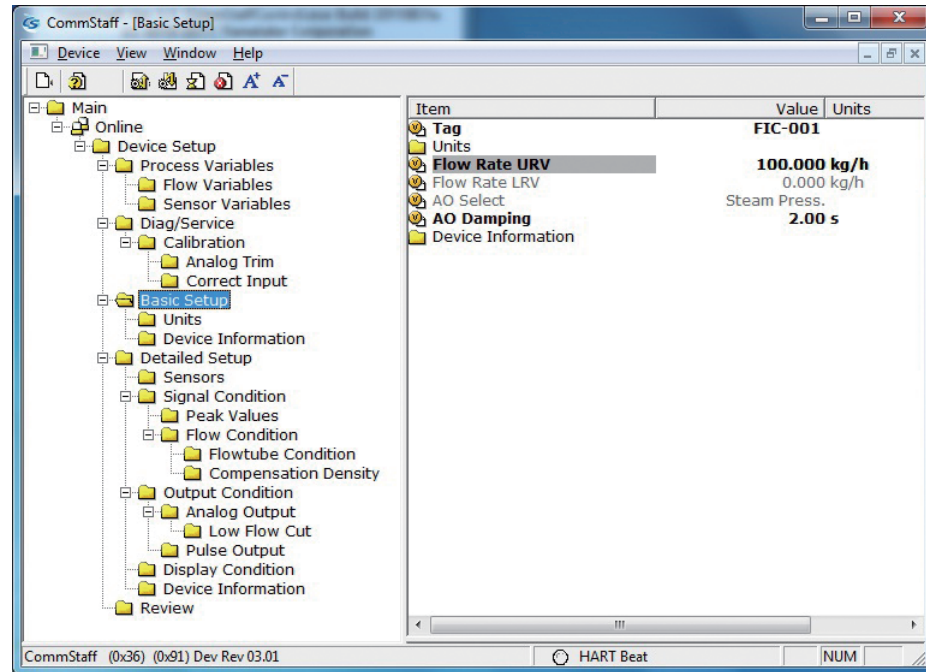 CommStaff - [Basic Setup]
Device View Window Help
Main
Online
Device Setup
Process Variables
Flow Variables
Sensor Variables
Diag/Service
Calibration
Analog Trim
Correct Input
Basic Setup
Units
Device Information
Detailed Setup
Sensors
Signal Condition
Peak Values
Flow Condition
Flowtube Condition
Compensation Density
Output Condition
Analog Output
Low Flow Cut
Pulse Output
Display Condition
Device Information
Review
Item Value Units
Tag FIC-001
Units
Flow Rate URV 100.000 kg/h
Flow Rate LRV 0.000 kg/h
AO Select Steam Press.
AO Damping 2.00 s
Device Information
CommStaff (0x36) (0x91) Dev Rev 03.01 HART Beat NUM